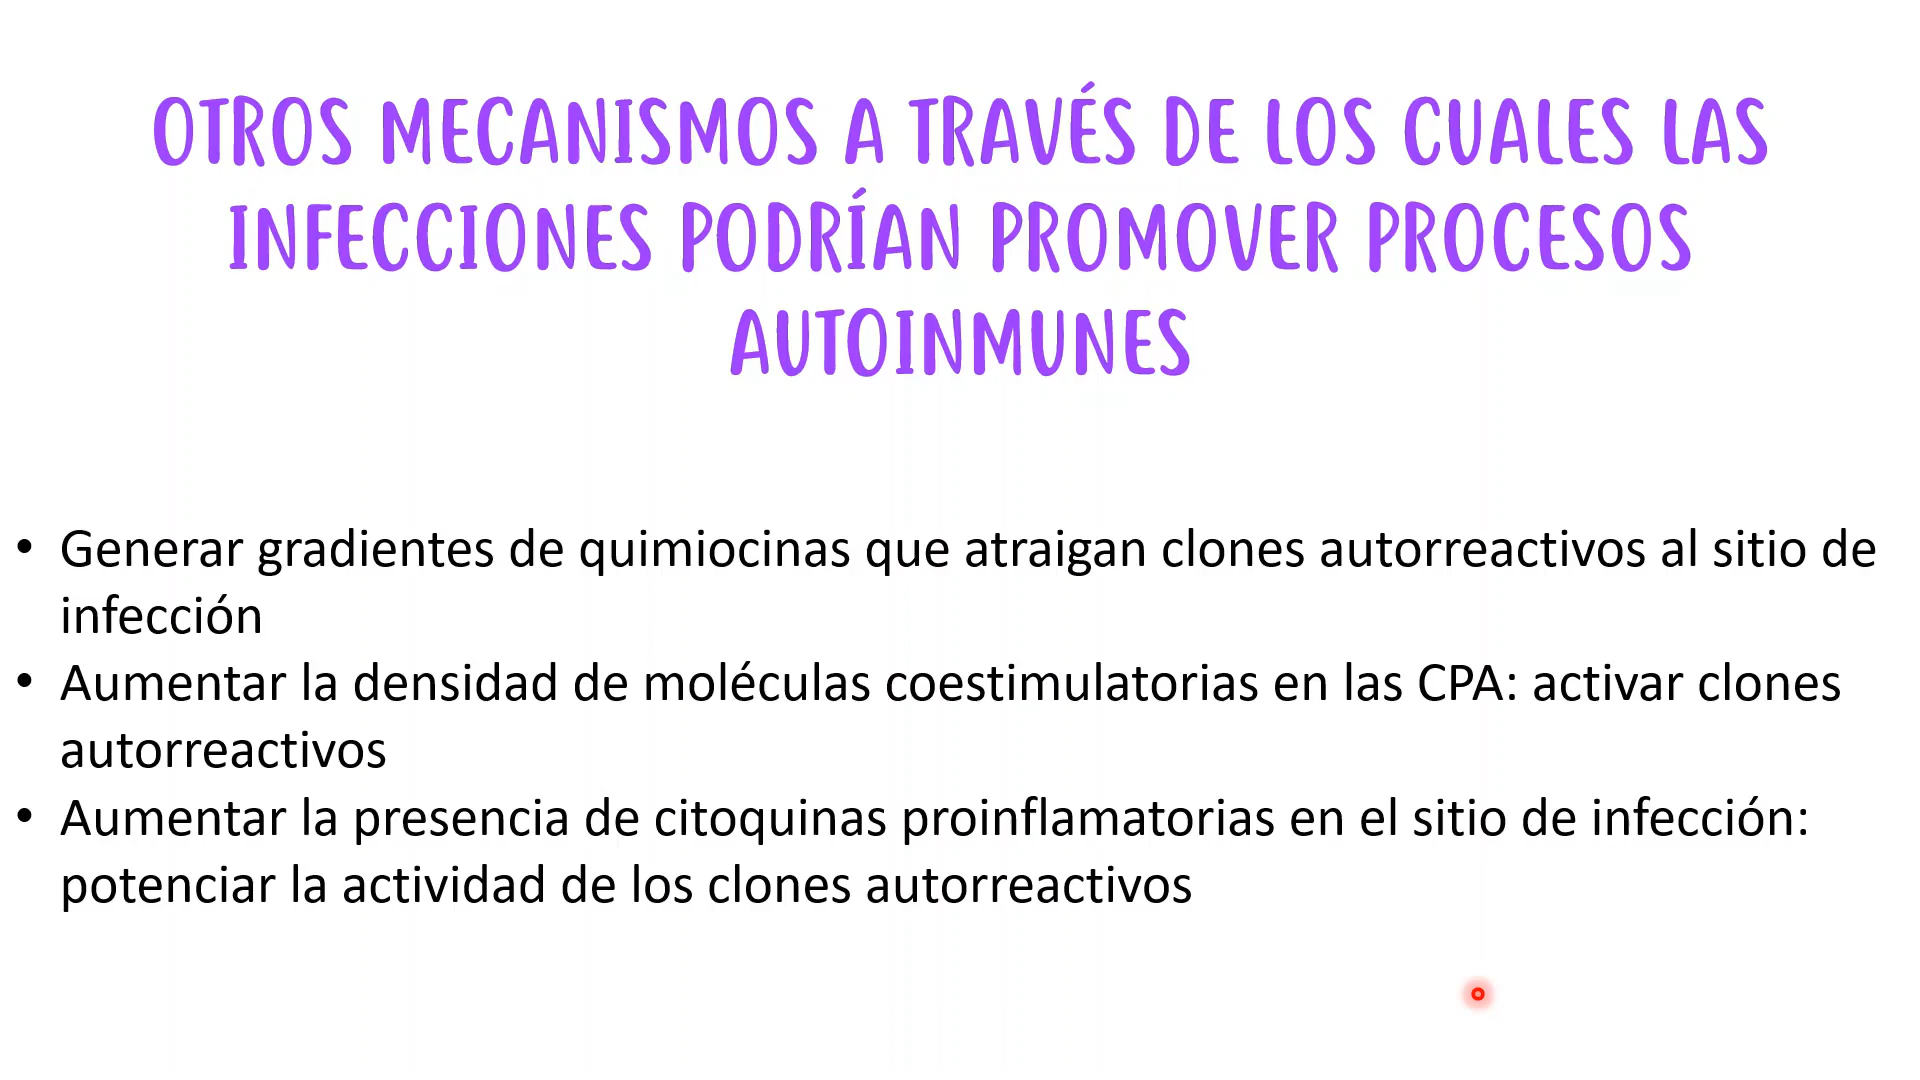 OTROS MECANISMOS A TRAVÉS DE LOS CUALES LAS
INFECCIONES PODRÍAN PROMOVER PROCESOS
AUTOINMUNES
• Generar gradientes de quimiocinas que atraigan clones autorreactivos al sitio de
infección
• Aumentar la densidad de moléculas coestimulatorias en las CPA: activar clones
autorreactivos
• Aumentar la presencia de citoquinas proinflamatorias en el sitio de infección:
potenciar la actividad de los clones autorreactivos